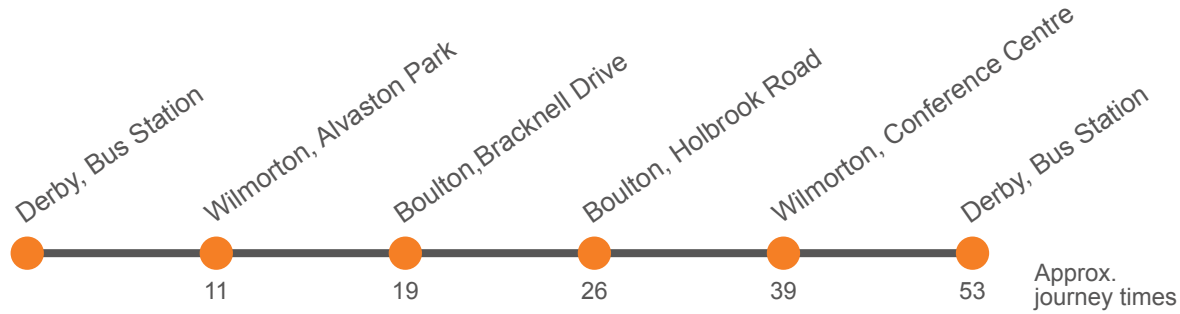 Derby, Bus Station
Wilmorton, Alvaston Park
Boulton,Bracknell Drive
Boulton, Holbrook Road
Wilmorton, Conference Centre
Derby, Bus Station
11
19
26
39
53
Approx.
journey times